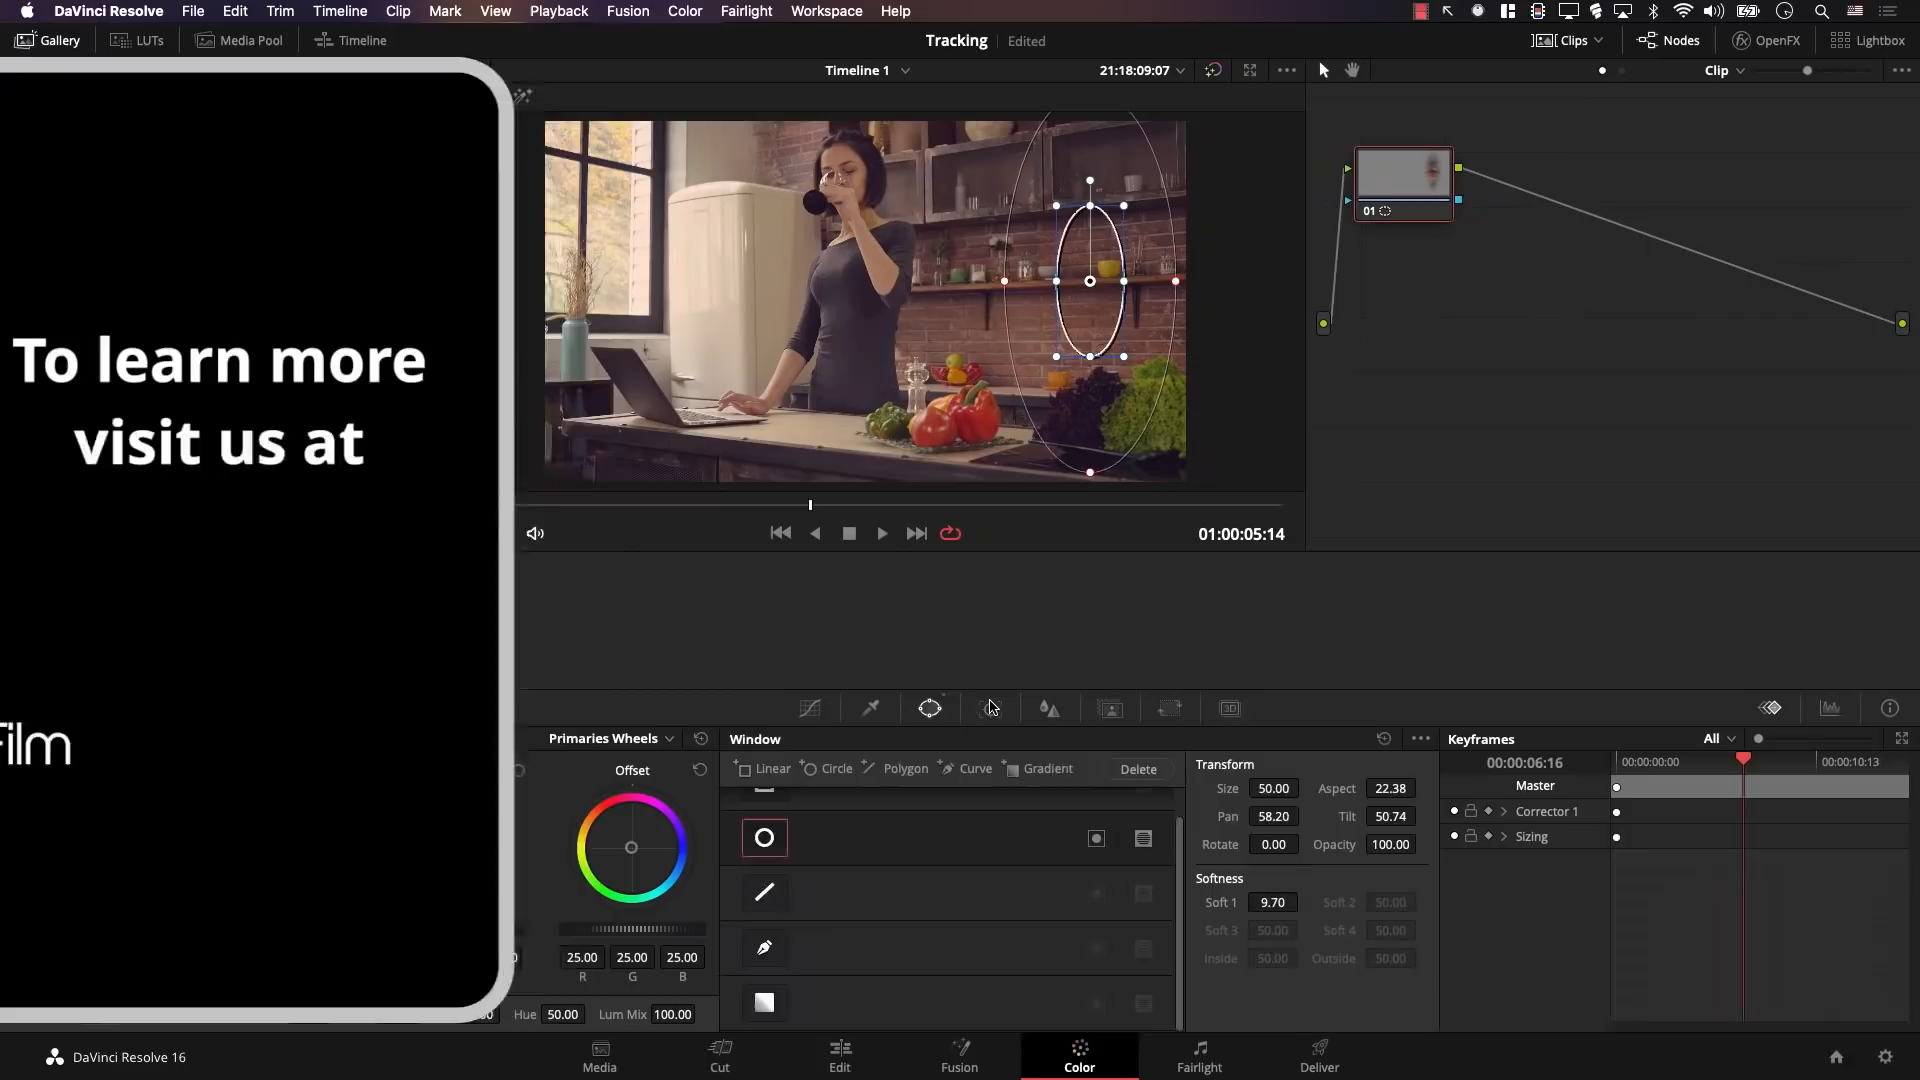 DaVinci Resolve File Edit Trim Timeline Clip Mark View Playback Fusion Color Fairlight Workspace Help
Gallery LUTs Media Pool Timeline Tracking Edited Clips Nodes OpenFX Lightbox
Timeline 1 21:18:09:07 Clip
To learn more
visit us at
Film
01
01:00:05:14
3D
Primaries Wheels Window Keyframes All
Offset Linear Circle Polygon Curve Gradient Delete Transform 00:00:06:16 00:00:00:00 00:00:10:13
Size 50.00 Aspect 22.38 Master
Pan 58.20 Tilt 50.74 Corrector 1
Rotate 0.00 Opacity 100.00 Sizing
Softness
Soft 1 9.70 Soft 2 50.00
Soft 3 50.00 Soft 4 50.00
25.00 25.00 25.00 Inside 50.00 Outside 50.00
R G B
Hue 50.00 Lum Mix 100.00
DaVinci Resolve 16 Media Cut Edit Fusion Color Fairlight Deliver